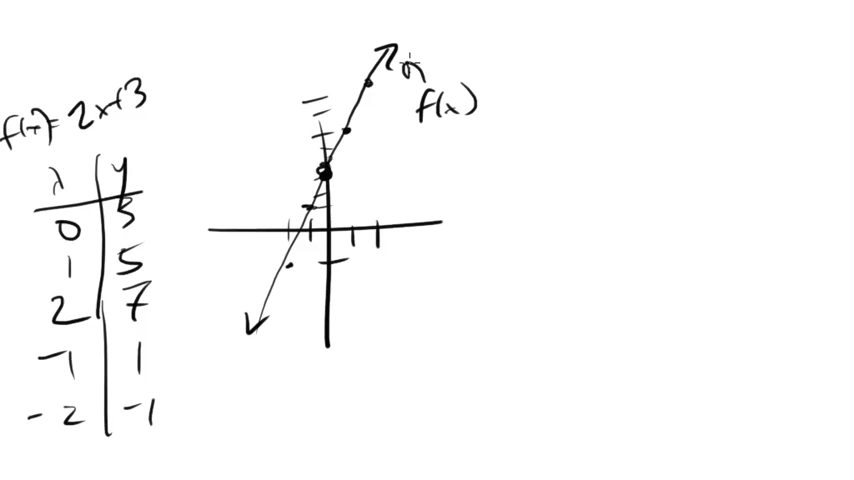 f(x)= 2x+3
x y
0 3
1 5
2 7
-1 1
-2 -1
f(x)